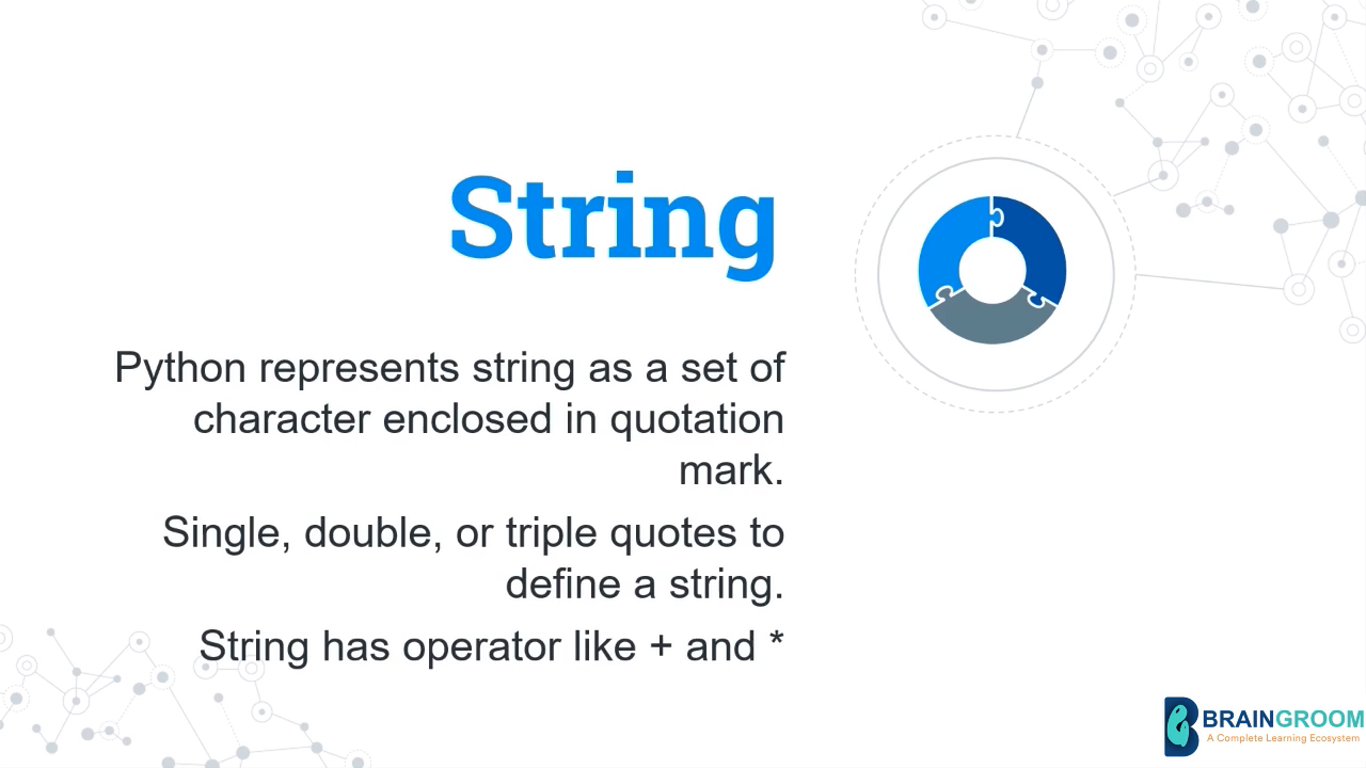 String
Python represents string as a set of
character enclosed in quotation
mark.
Single, double, or triple quotes to
define a string.
String has operator like + and *
BRAINGROOM
A Complete Learning Ecosystem